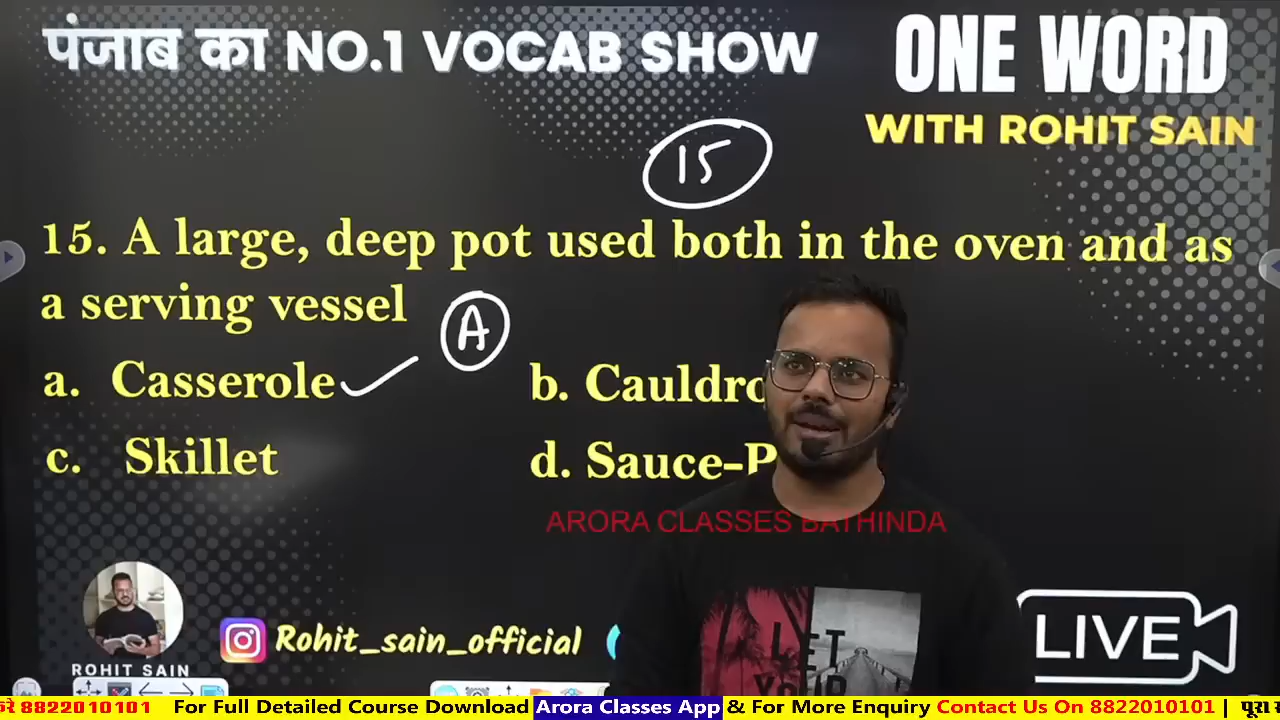 पंजाब का NO.1 VOCAB SHOW
ONE WORD
WITH ROHIT SAIN
15
15. A large, deep pot used both in the oven and as
a serving vessel
A
a. Casserole
b. Cauldro
c. Skillet
d. Sauce-P
ARORA CLASSES BATHINDA
LET
ROHIT SAIN
Rohit_sain_official
LIVE
करे 8822010101 For Full Detailed Course Download Arora Classes App & For More Enquiry Contact Us On 8822010101 | पूरा